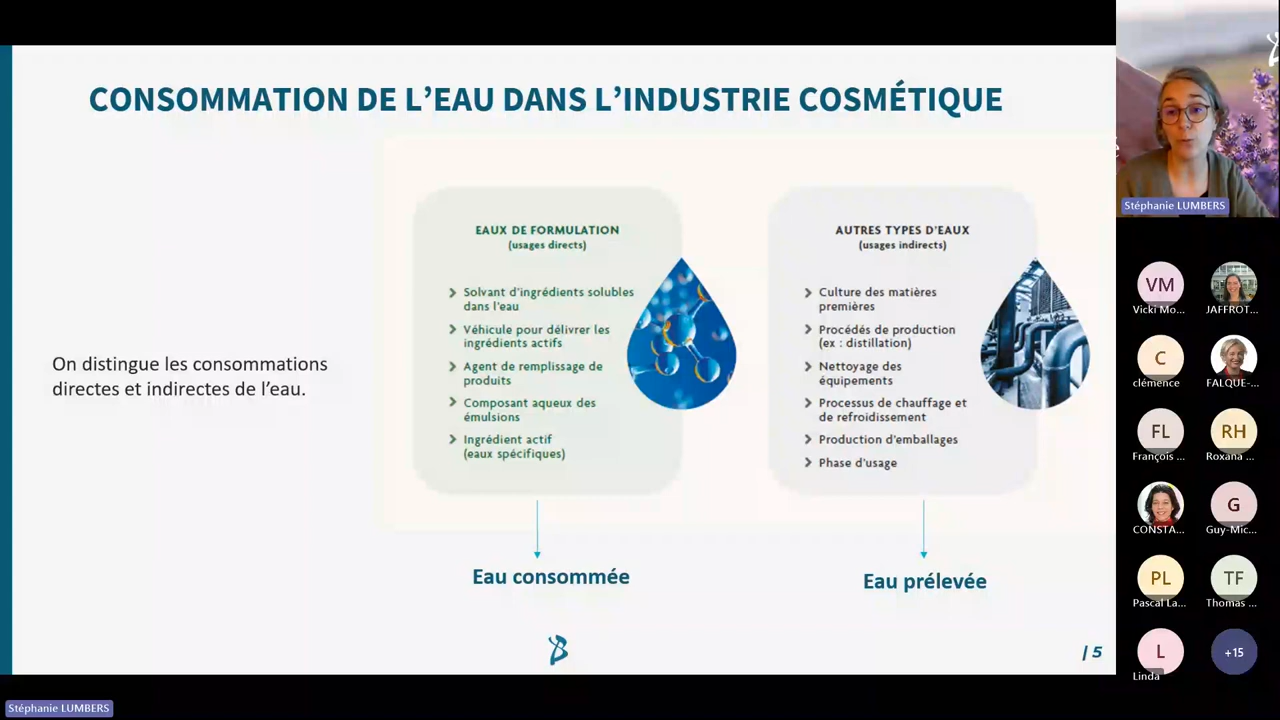 CONSOMMATION DE L’EAU DANS L’INDUSTRIE COSMÉTIQUE
On distingue les consommations
directes et indirectes de l’eau.
EAUX DE FORMULATION
(usages directs)
Solvant d'ingrédients solubles
dans l'eau
Véhicule pour délivrer les
ingrédients actifs
Agent de remplissage de
produits
Composant aqueux des
émulsions
Ingrédient actif
(eaux spécifiques)
Eau consommée
AUTRES TYPES D'EAUX
(usages indirects)
Culture des matières
premières
Procédés de production
(ex : distillation)
Nettoyage des
équipements
Processus de chauffage et
de refroidissement
Production d'emballages
Phase d'usage
Eau prélevée
| 5
Stéphanie LUMBERS
VM
Vicki Mo...
JAFFROT...
C
clémence
FALQUE-...
FL
François ...
RH
Roxana ...
CONSTA...
G
Guy-Mic...
PL
Pascal La...
TF
Thomas ...
L
Linda
+15
Stéphanie LUMBERS